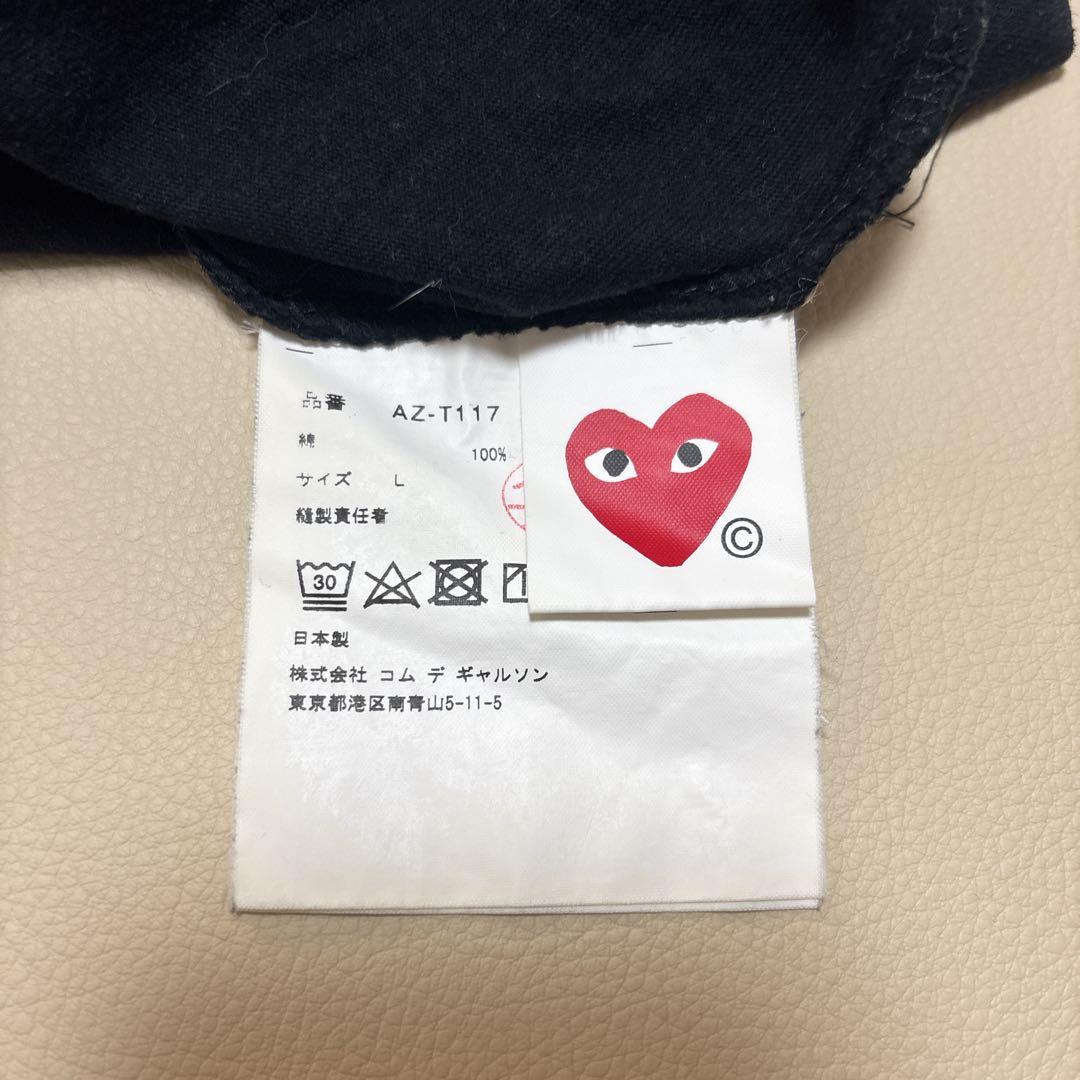 品番 AZ-T117
綿 100%
サイズ L
縫製責任者
30
©
日本製
株式会社 コム デ ギャルソン
東京都港区南青山5-11-5